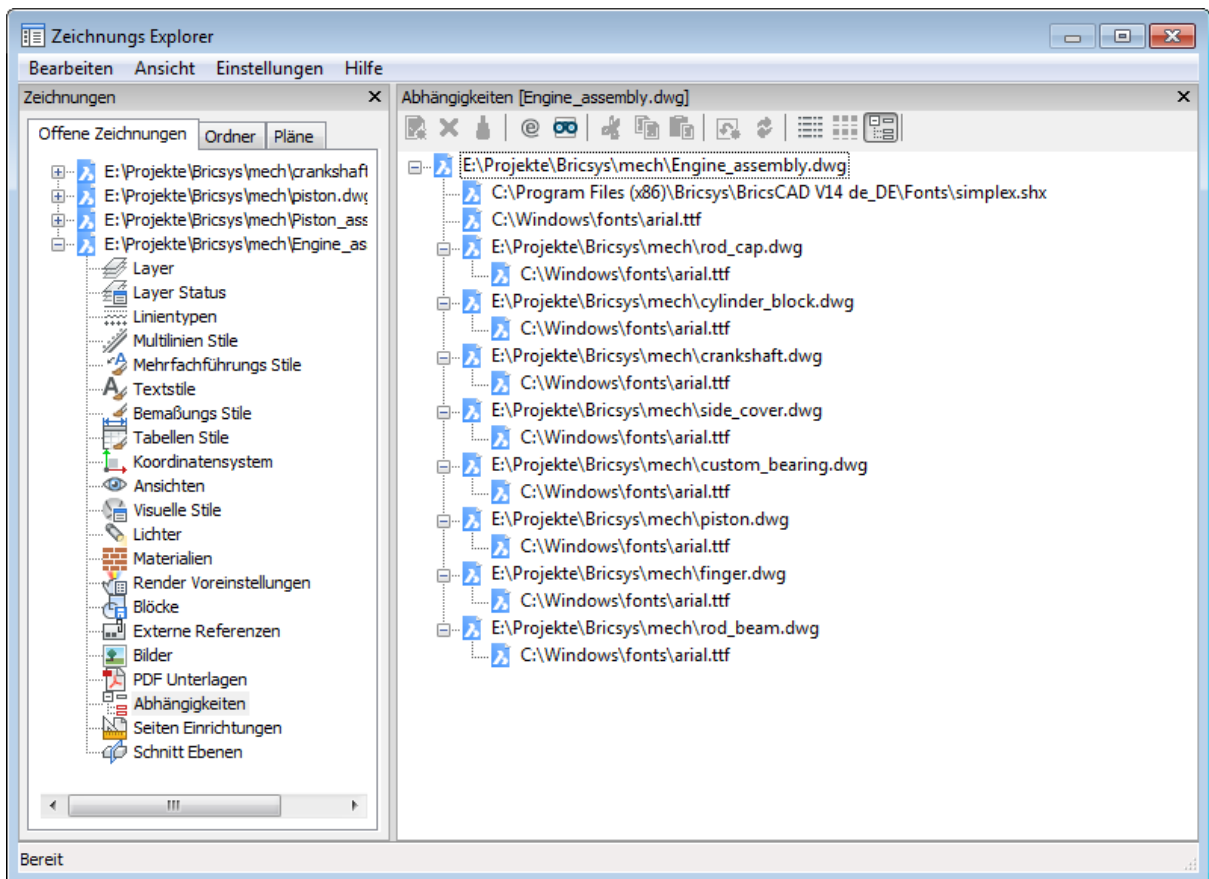 Zeichnungs Explorer
Bearbeiten Ansicht Einstellungen Hilfe
Zeichnungen
Offene Zeichnungen Ordner Pläne
E:\Projekte\Bricsys\mech\crankshaft
E:\Projekte\Bricsys\mech\piston.dwg
E:\Projekte\Bricsys\mech\Piston_ass
E:\Projekte\Bricsys\mech\Engine_as
Layer
Layer Status
Linientypen
Multilinien Stile
Mehrfachführungs Stile
Textstile
Bemaßungs Stile
Tabellen Stile
Koordinatensystem
Ansichten
Visuelle Stile
Lichter
Materialien
Render Voreinstellungen
Blöcke
Externe Referenzen
Bilder
PDF Unterlagen
Abhängigkeiten
Seiten Einrichtungen
Schnitt Ebenen
Abhängigkeiten [Engine_assembly.dwg]
E:\Projekte\Bricsys\mech\Engine_assembly.dwg
C:\Program Files (x86)\Bricsys\BricsCAD V14 de_DE\Fonts\simplex.shx
C:\Windows\fonts\arial.ttf
E:\Projekte\Bricsys\mech\rod_cap.dwg
C:\Windows\fonts\arial.ttf
E:\Projekte\Bricsys\mech\cylinder_block.dwg
C:\Windows\fonts\arial.ttf
E:\Projekte\Bricsys\mech\crankshaft.dwg
C:\Windows\fonts\arial.ttf
E:\Projekte\Bricsys\mech\side_cover.dwg
C:\Windows\fonts\arial.ttf
E:\Projekte\Bricsys\mech\custom_bearing.dwg
C:\Windows\fonts\arial.ttf
E:\Projekte\Bricsys\mech\piston.dwg
C:\Windows\fonts\arial.ttf
E:\Projekte\Bricsys\mech\finger.dwg
C:\Windows\fonts\arial.ttf
E:\Projekte\Bricsys\mech\rod_beam.dwg
C:\Windows\fonts\arial.ttf
Bereit